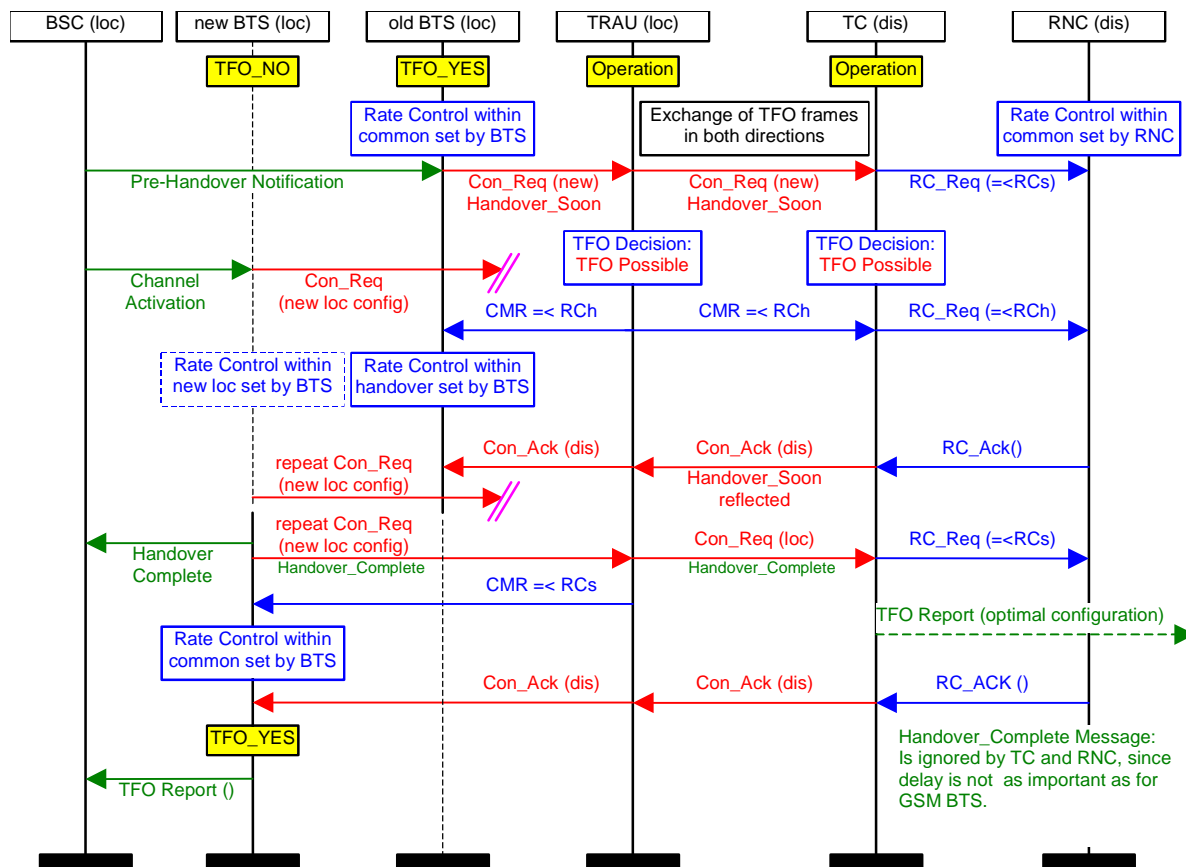 BSC (loc)
new BTS (loc)
old BTS (loc)
TRAU (loc)
TC (dis)
RNC (dis)
TFO_NO
TFO_YES
Operation
Operation
Rate Control within
common set by BTS
Exchange of TFO frames
in both directions
Rate Control within
common set by RNC
Pre-Handover Notification
Con_Req (new)
Handover_Soon
Con_Req (new)
Handover_Soon
RC_Req (=<RCs)
TFO Decision:
TFO Possible
TFO Decision:
TFO Possible
Channel
Activation
Con_Req
(new loc config)
CMR =< RCh
CMR =< RCh
RC_Req (=<RCh)
Rate Control within
new loc set by BTS
Rate Control within
handover set by BTS
Con_Ack (dis)
Con_Ack (dis)
Handover_Soon
reflected
RC_Ack()
repeat Con_Req
(new loc config)
repeat Con_Req
(new loc config)
Handover_Complete
Handover
Complete
Con_Req (loc)
Handover_Complete
RC_Req (=<RCs)
CMR =< RCs
TFO Report (optimal configuration)
Rate Control within
common set by BTS
Con_Ack (dis)
Con_Ack (dis)
RC_ACK ()
TFO_YES
Handover_Complete Message:
Is ignored by TC and RNC, since
delay is not as important as for
GSM BTS.
TFO Report ()